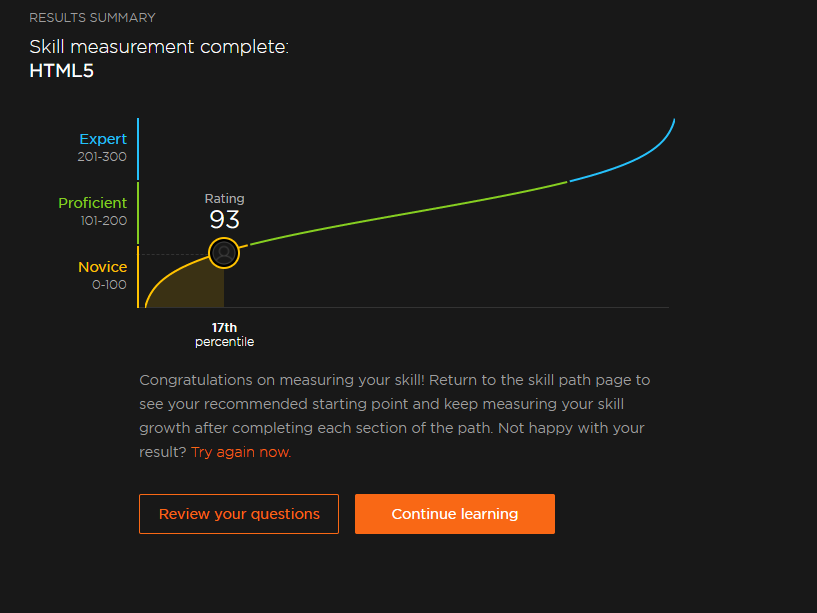 RESULTS SUMMARY
Skill measurement complete:
HTML5
Expert
201-300
Proficient
101-200
Novice
0-100
Rating
93
17th
percentile
Congratulations on measuring your skill! Return to the skill path page to
see your recommended starting point and keep measuring your skill
growth after completing each section of the path. Not happy with your
result? Try again now.
Review your questions
Continue learning